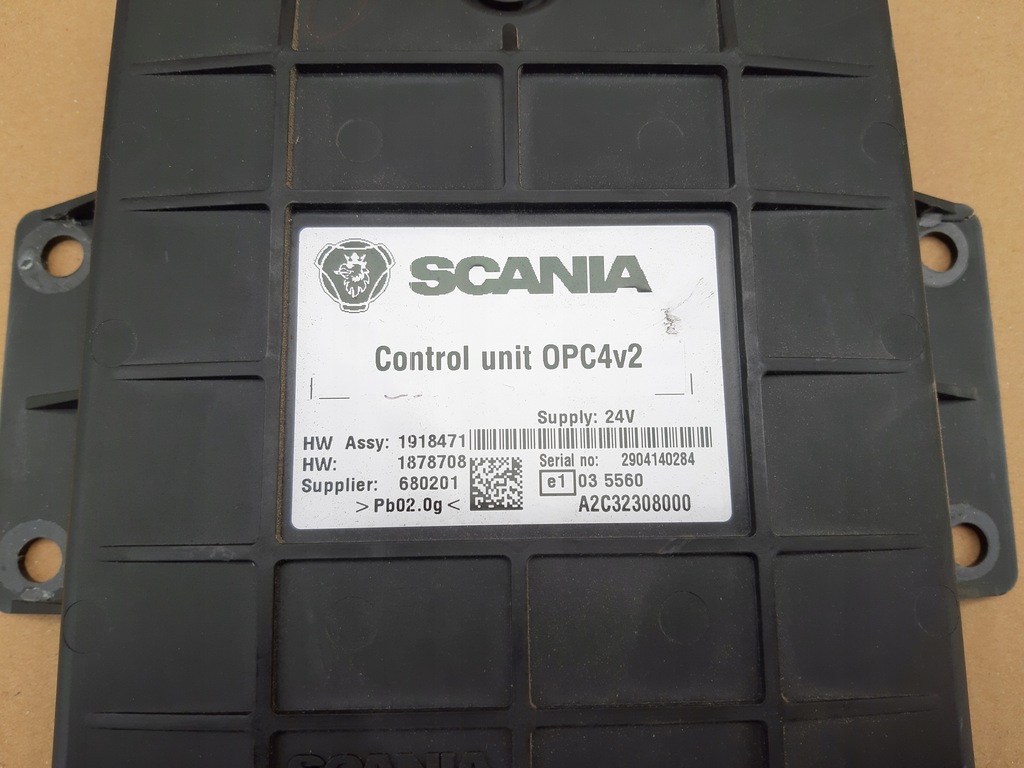 SCANIA
Control unit OPC4v2
Supply: 24V
HW Assy: 1918471
HW: 1878708
Serial no: 2904140284
Supplier: 680201
e1 03 5560
>Pb02.0g<
A2C32308000
SCANIA